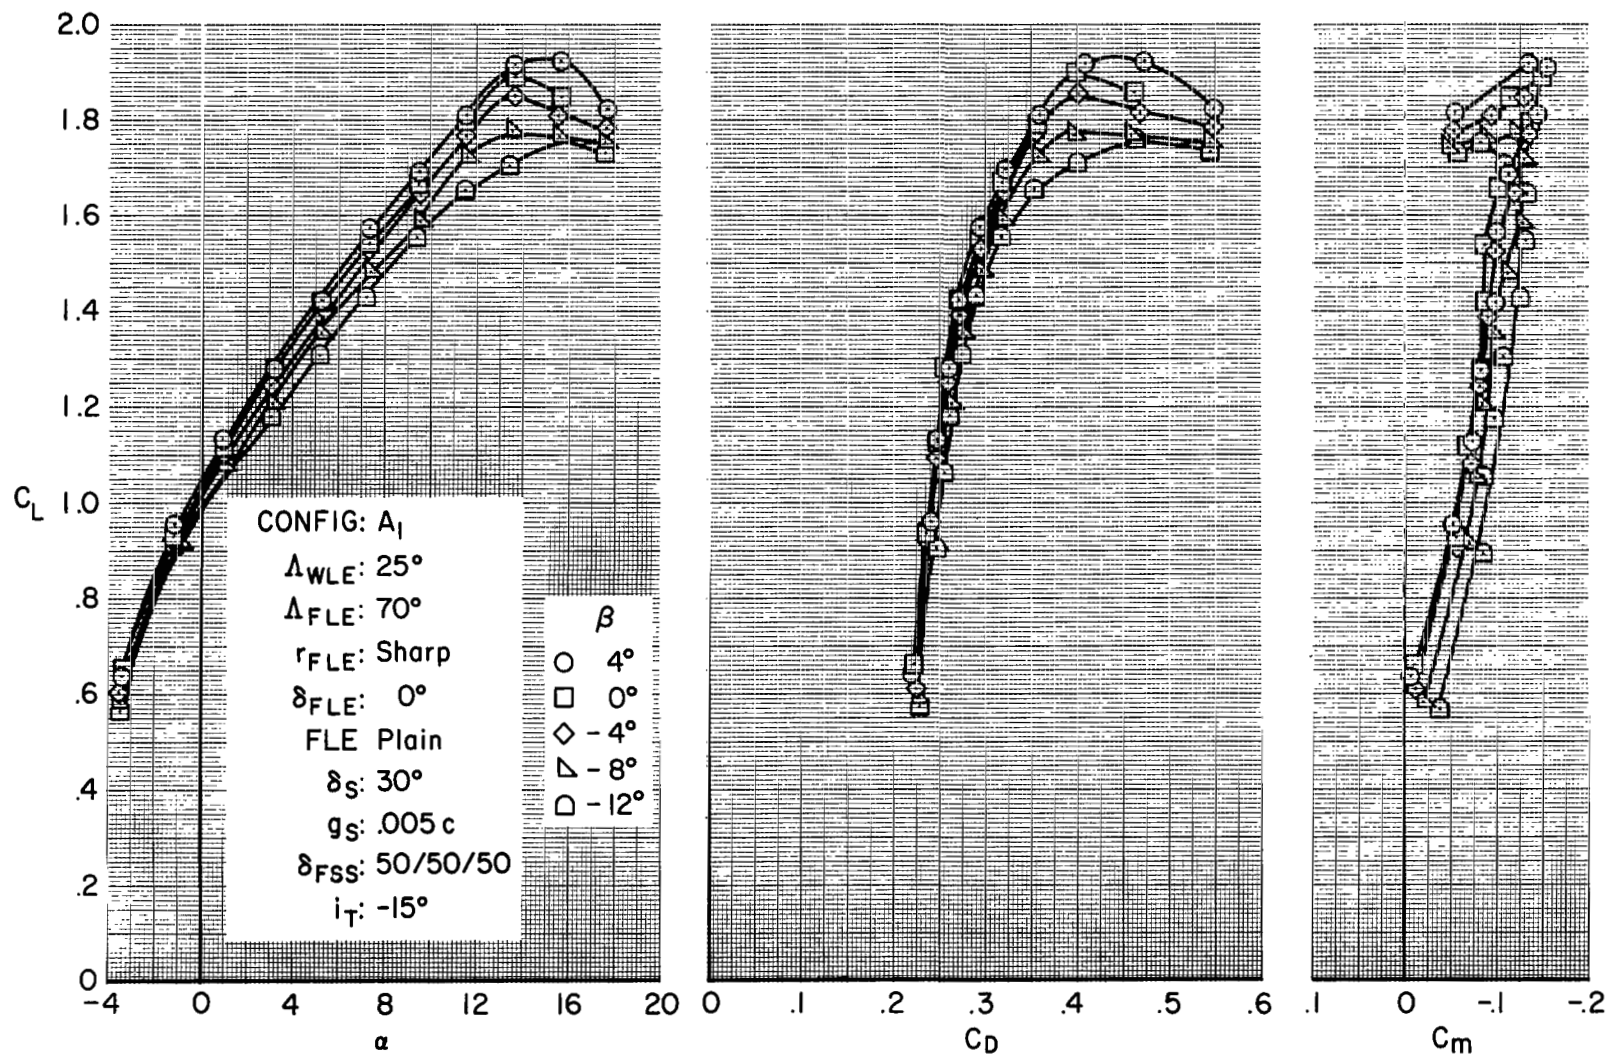 2.0
1.8
1.6
1.4
1.2
C_L 1.0
.8
.6
.4
.2
0
CONFIG: A₁
Λ_WLE: 25°
Λ_FLE: 70°
r_FLE: Sharp
δ_FLE: 0°
FLE Plain
δ_S: 30°
g_S: .005 c
δ_FSS: 50/50/50
i_T: -15°
β
4°
0°
-4°
-8°
-12°
-4 0 4 8 12 16 20
α
0 .1 .2 .3 .4 .5 .6
C_D
.1 0 -.1 -.2
C_m